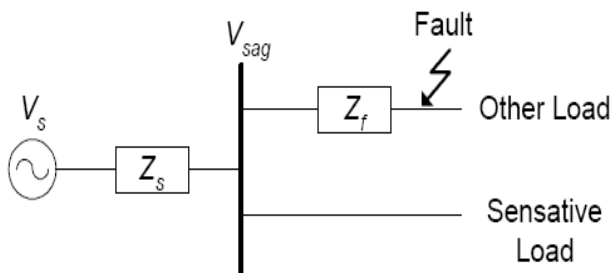 Fault
V_sag
V_s
Z_s
Z_f
Other Load
Sensative
Load